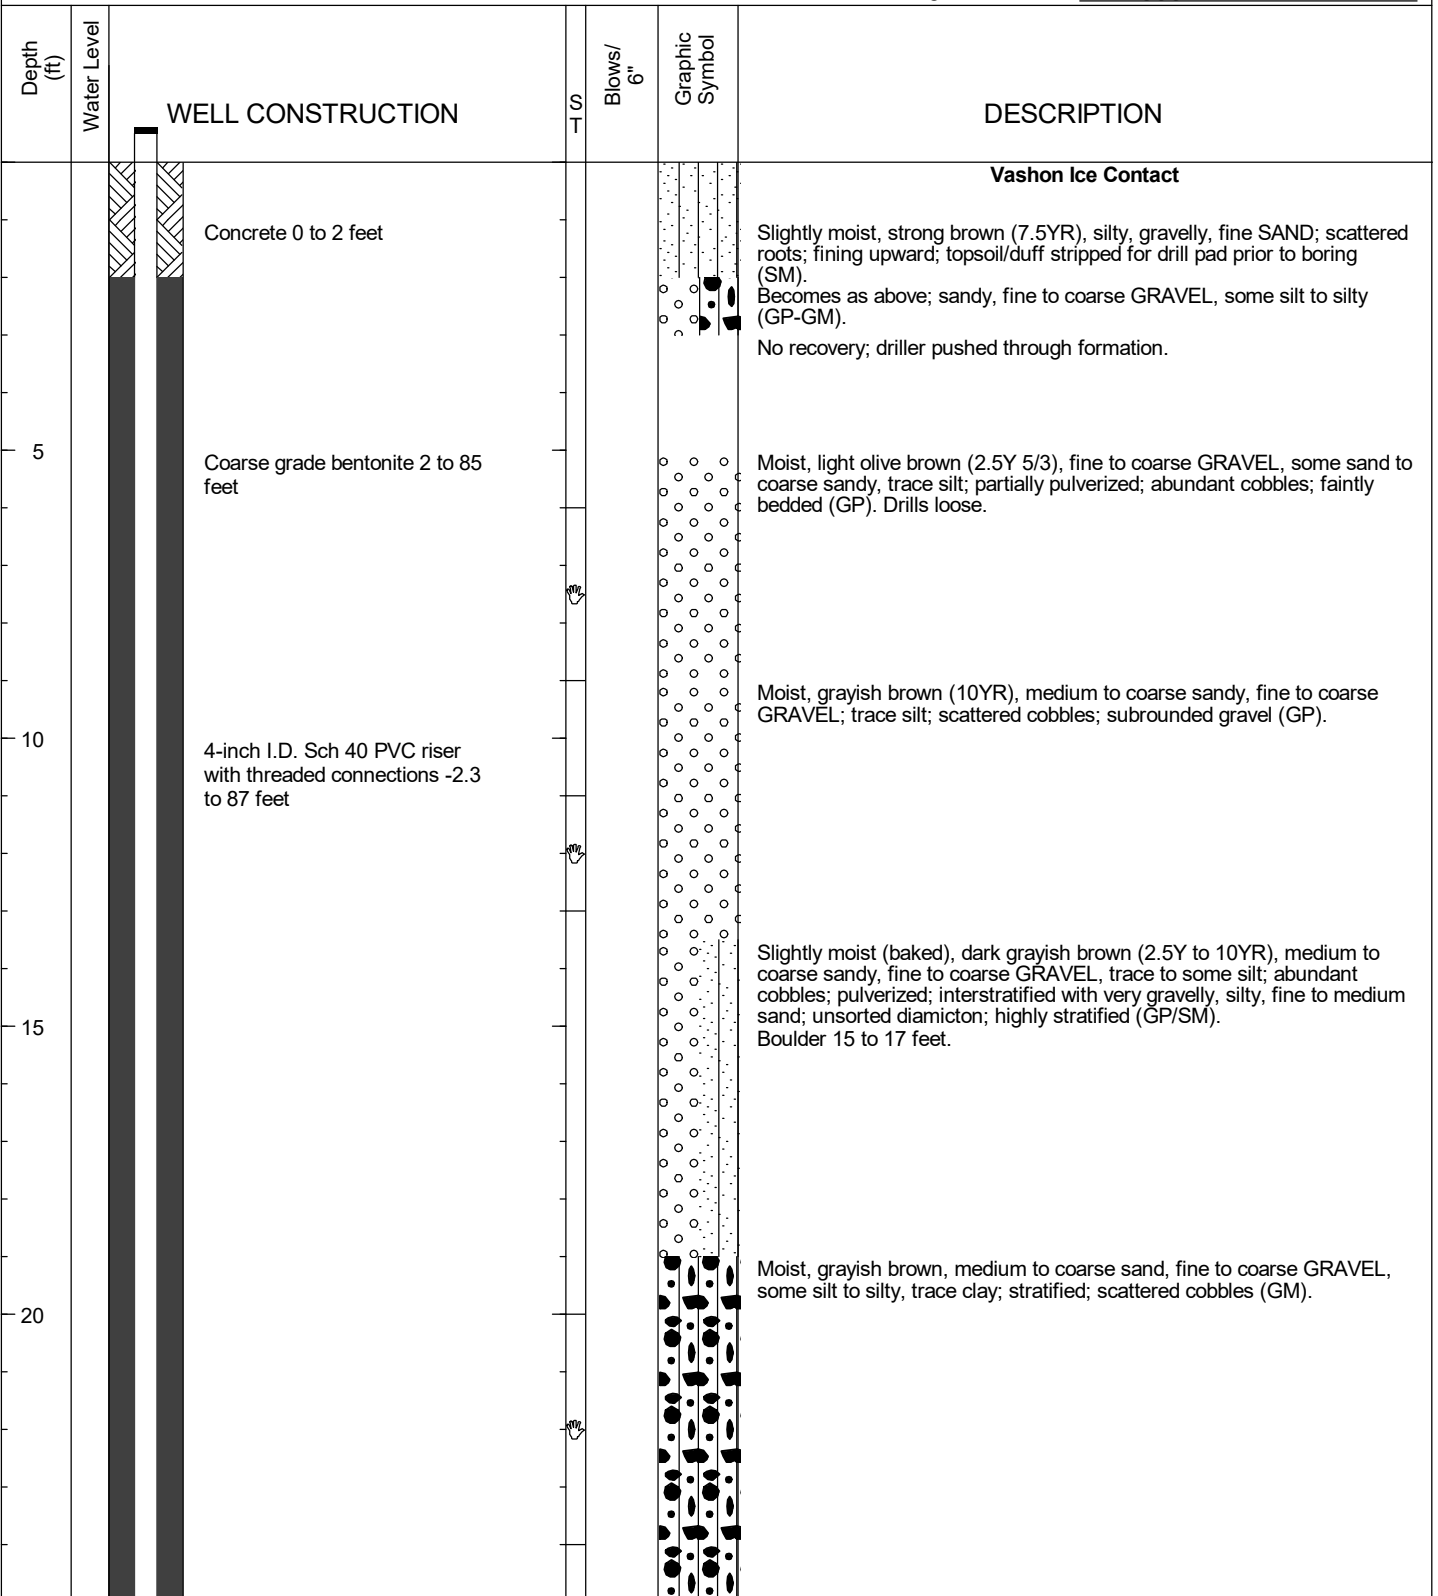 Depth
(ft)
Water Level
WELL CONSTRUCTION
S
T
Blows/
6"
Graphic
Symbol
DESCRIPTION
Vashon Ice Contact
Concrete 0 to 2 feet
Slightly moist, strong brown (7.5YR), silty, gravelly, fine SAND; scattered
roots; fining upward; topsoil/duff stripped for drill pad prior to boring
(SM).
Becomes as above; sandy, fine to coarse GRAVEL, some silt to silty
(GP-GM).
No recovery; driller pushed through formation.
5
Coarse grade bentonite 2 to 85
feet
Moist, light olive brown (2.5Y 5/3), fine to coarse GRAVEL, some sand to
coarse sandy, trace silt; partially pulverized; abundant cobbles; faintly
bedded (GP). Drills loose.
Moist, grayish brown (10YR), medium to coarse sandy, fine to coarse
GRAVEL; trace silt; scattered cobbles; subrounded gravel (GP).
10
4-inch I.D. Sch 40 PVC riser
with threaded connections -2.3
to 87 feet
Slightly moist (baked), dark grayish brown (2.5Y to 10YR), medium to
coarse sandy, fine to coarse GRAVEL, trace to some silt; abundant
cobbles; pulverized; interstratified with very gravelly, silty, fine to medium
sand; unsorted diamicton; highly stratified (GP/SM).
Boulder 15 to 17 feet.
15
Moist, grayish brown, medium to coarse sand, fine to coarse GRAVEL,
some silt to silty, trace clay; stratified; scattered cobbles (GM).
20